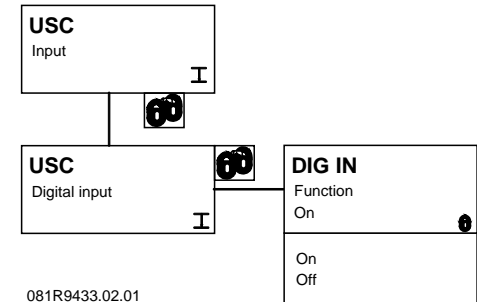 USC
Input
USC
Digital input
DIG IN
Function
On
On
Off
081R9433.02.01